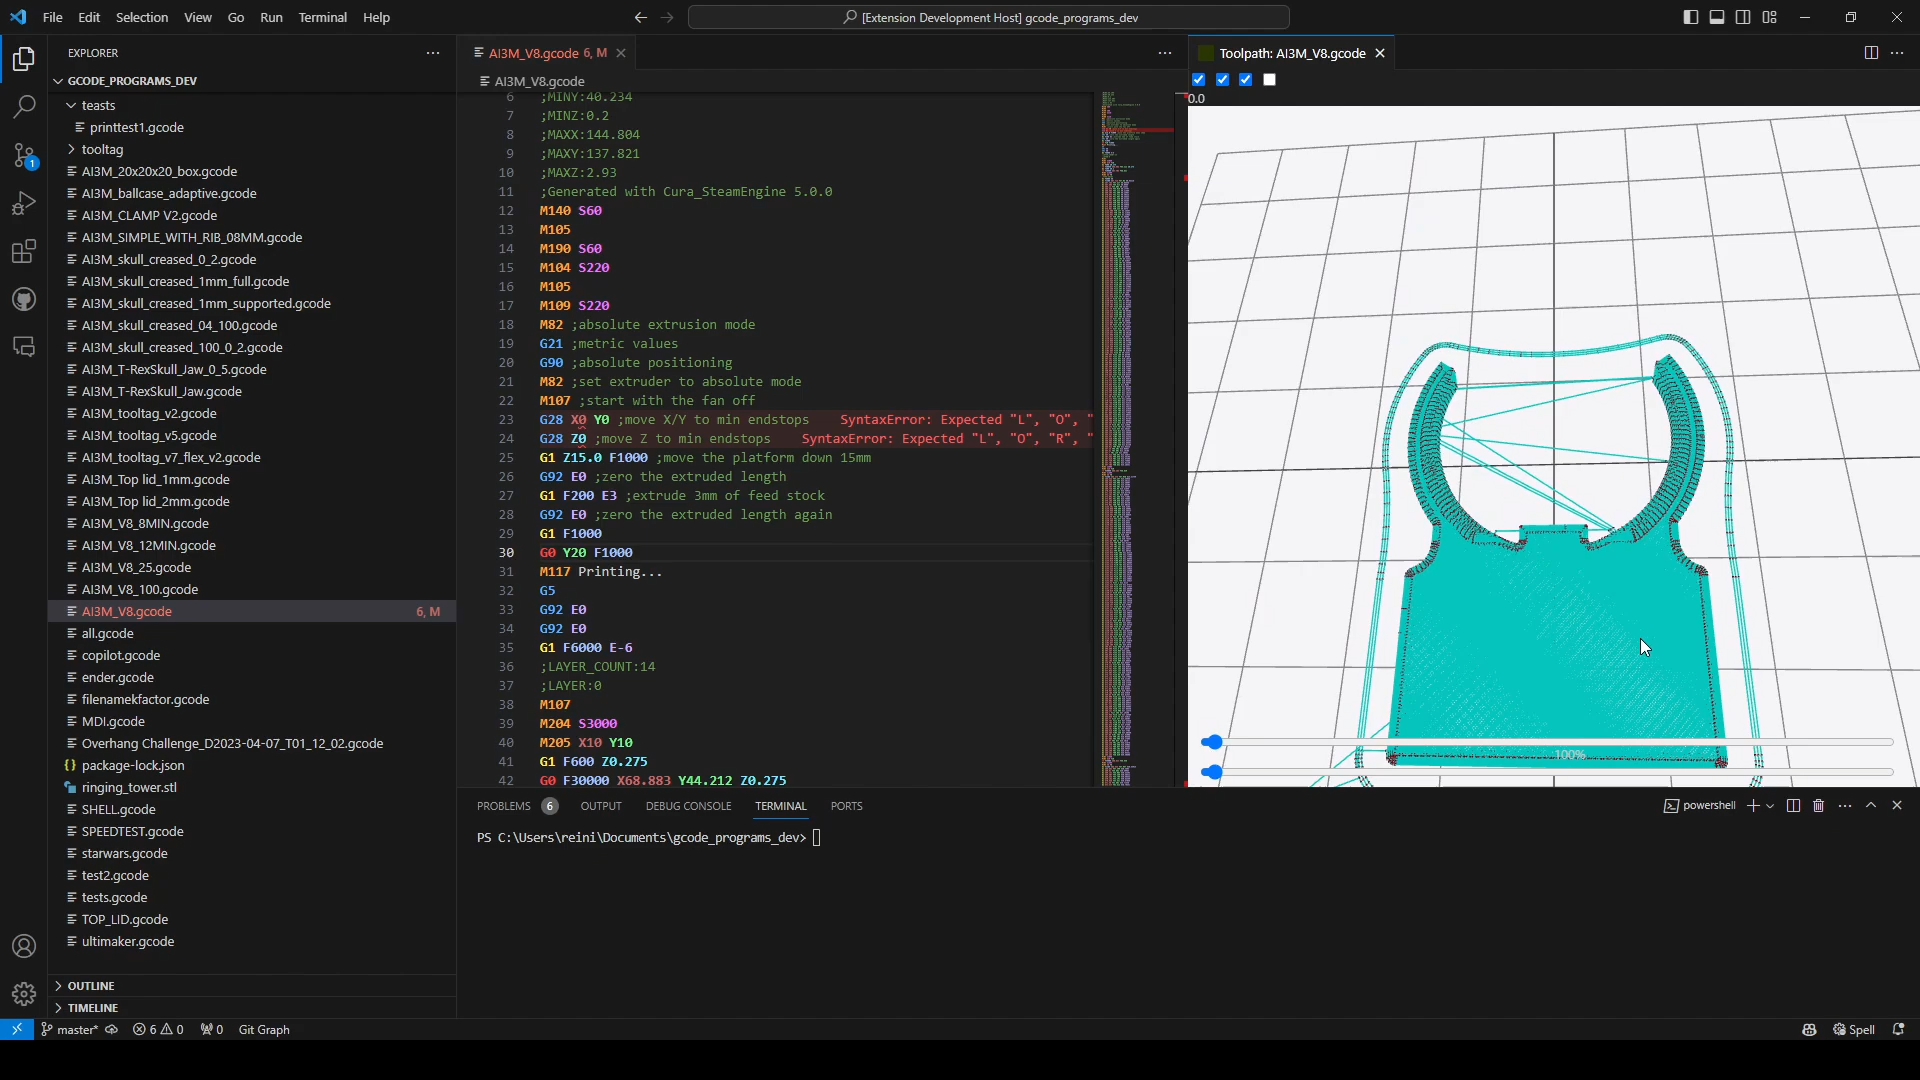 File Edit Selection View Go Run Terminal Help
[Extension Development Host] gcode_programs_dev
EXPLORER
GCODE_PROGRAMS_DEV
teasts
printtest1.gcode
tooltag
AI3M_20x20x20_box.gcode
AI3M_ballcase_adaptive.gcode
AI3M_CLAMP V2.gcode
AI3M_SIMPLE_WITH_RIB_08MM.gcode
AI3M_skull_creased_0_2.gcode
AI3M_skull_creased_1mm_full.gcode
AI3M_skull_creased_1mm_supported.gcode
AI3M_skull_creased_04_100.gcode
AI3M_skull_creased_100_0_2.gcode
AI3M_T-RexSkull_Jaw_0_5.gcode
AI3M_T-RexSkull_Jaw.gcode
AI3M_tooltag_v2.gcode
AI3M_tooltag_v5.gcode
AI3M_tooltag_v7_flex_v2.gcode
AI3M_Top lid_1mm.gcode
AI3M_Top lid_2mm.gcode
AI3M_V8_8MIN.gcode
AI3M_V8_12MIN.gcode
AI3M_V8_25.gcode
AI3M_V8_100.gcode
AI3M_V8.gcode 6, M
all.gcode
copilot.gcode
ender.gcode
filenamekfactor.gcode
MDI.gcode
Overhang Challenge_D2023-04-07_T01_12_02.gcode
{} package-lock.json
ringing_tower.stl
SHELL.gcode
SPEEDTEST.gcode
starwars.gcode
test2.gcode
tests.gcode
TOP_LID.gcode
ultimaker.gcode
OUTLINE
TIMELINE
1
AI3M_V8.gcode 6, M
AI3M_V8.gcode
6 ;MINY:40.234
7 ;MINZ:0.2
8 ;MAXX:144.804
9 ;MAXY:137.821
10 ;MAXZ:2.93
11 ;Generated with Cura_SteamEngine 5.0.0
12 M140 S60
13 M105
14 M190 S60
15 M104 S220
16 M105
17 M109 S220
18 M82 ;absolute extrusion mode
19 G21 ;metric values
20 G90 ;absolute positioning
21 M82 ;set extruder to absolute mode
22 M107 ;start with the fan off
23 G28 X0 Y0 ;move X/Y to min endstops SyntaxError: Expected "L", "O", "
24 G28 Z0 ;move Z to min endstops SyntaxError: Expected "L", "O", "R", "
25 G1 Z15.0 F1000 ;move the platform down 15mm
26 G92 E0 ;zero the extruded length
27 G1 F200 E3 ;extrude 3mm of feed stock
28 G92 E0 ;zero the extruded length again
29 G1 F1000
30 G0 Y20 F1000
31 M117 Printing...
32 G5
33 G92 E0
34 G92 E0
35 G1 F6000 E-6
36 ;LAYER_COUNT:14
37 ;LAYER:0
38 M107
39 M204 S3000
40 M205 X10 Y10
41 G1 F600 Z0.275
42 G0 F30000 X68.883 Y44.212 Z0.275
Toolpath: AI3M_V8.gcode
0.0
100%
PROBLEMS 6 OUTPUT DEBUG CONSOLE TERMINAL PORTS
powershell
PS C:\Users\reini\Documents\gcode_programs_dev>
master* 6 0 0 Git Graph
Spell